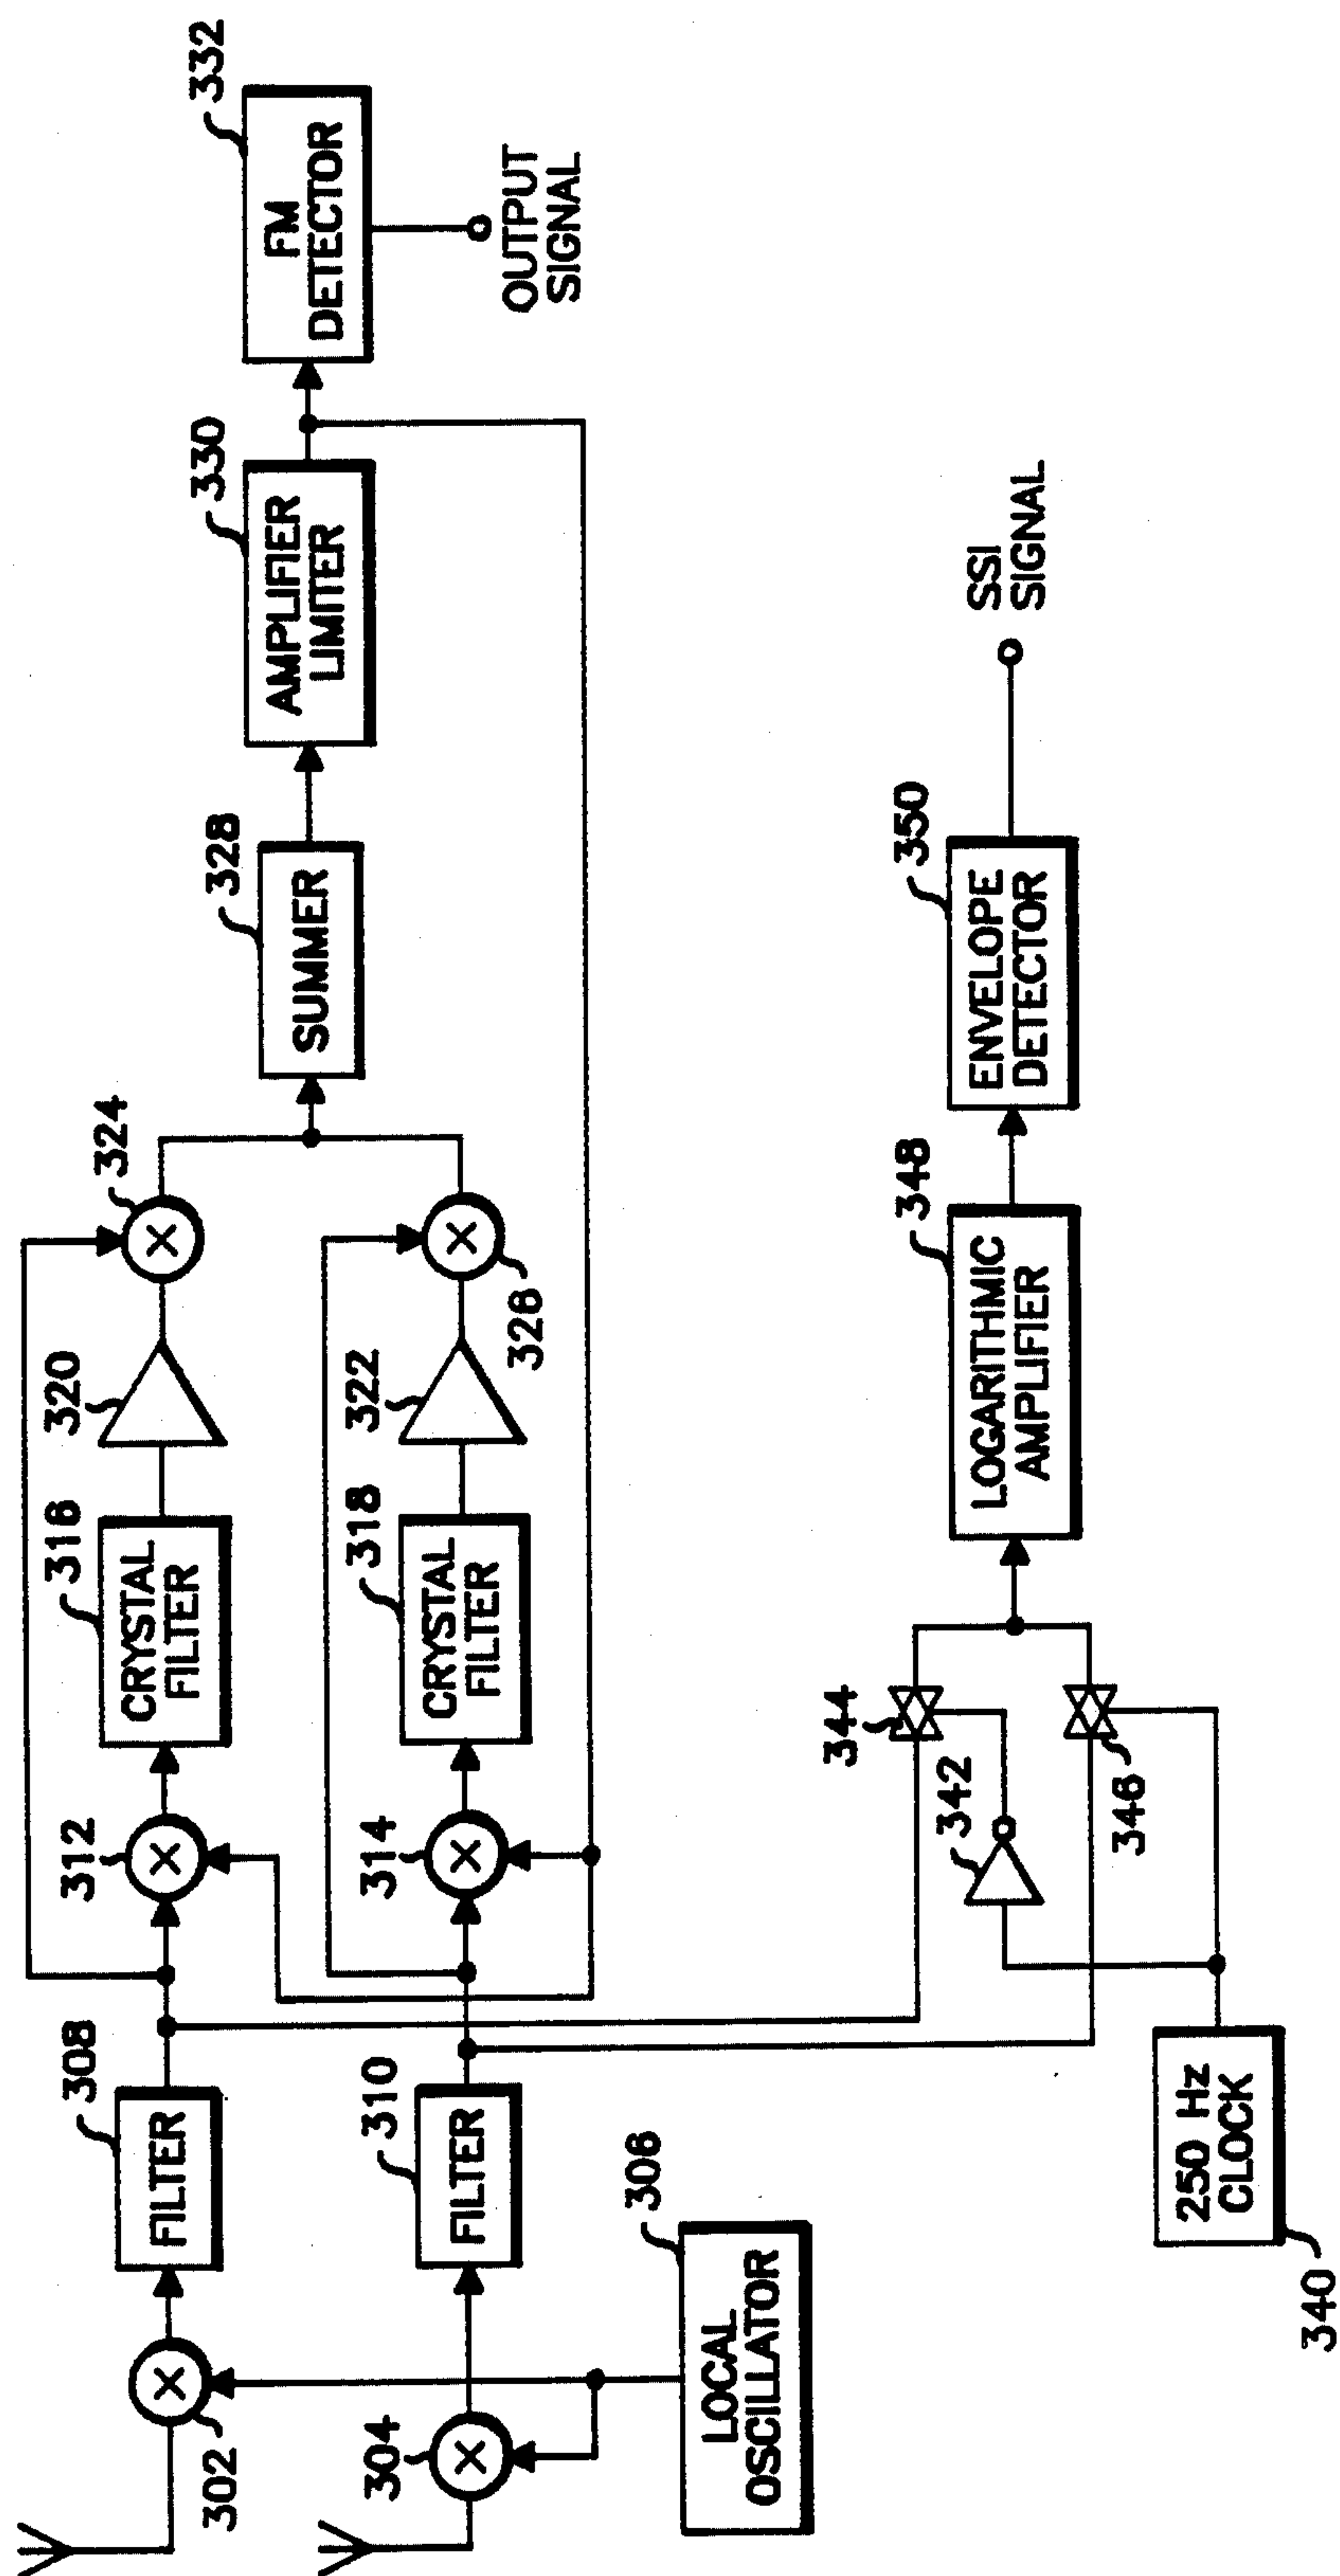 332
FM
DETECTOR
OUTPUT
SIGNAL
330
AMPLIFIER
LIMITER
328
SUMMER
324
326
320
322
316
CRYSTAL
FILTER
318
CRYSTAL
FILTER
312
314
308
FILTER
310
FILTER
306
LOCAL
OSCILLATOR
302
304
SSI
SIGNAL
350
ENVELOPE
DETECTOR
348
LOGARITHMIC
AMPLIFIER
344
342
346
250 Hz
CLOCK
340